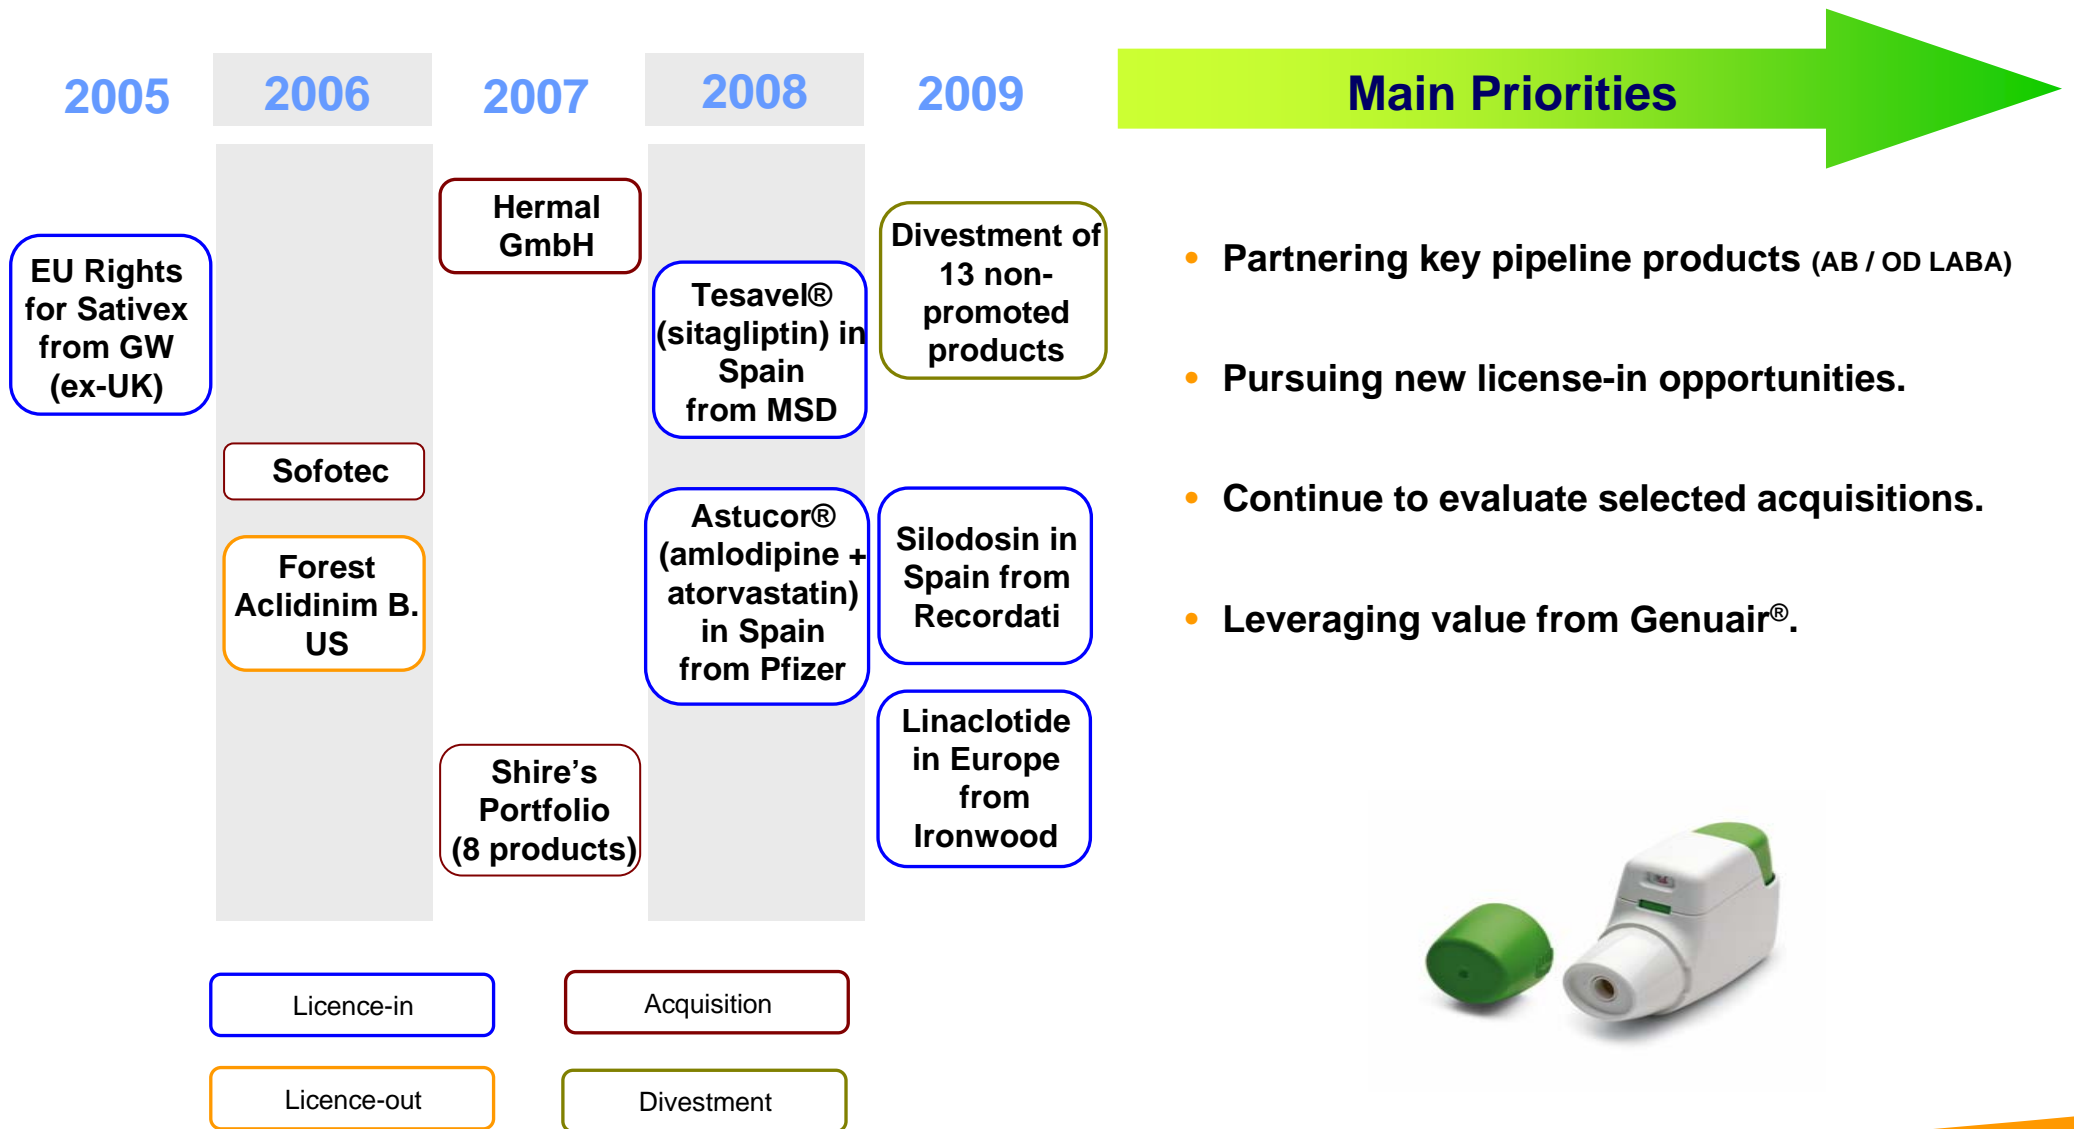 2005
2006
2007
2008
2009
Main Priorities
EU Rights
for Sativex
from GW
(ex-UK)
Sofotec
Forest
Aclidinim B.
US
Hermal
GmbH
Shire’s
Portfolio
(8 products)
Tesavel®
(sitagliptin) in
Spain
from MSD
Astucor®
(amlodipine +
atorvastatin)
in Spain
from Pfizer
Divestment of
13 non-
promoted
products
Silodosin in
Spain from
Recordati
Linaclotide
in Europe
from
Ironwood
• Partnering key pipeline products (AB / OD LABA)
• Pursuing new license-in opportunities.
• Continue to evaluate selected acquisitions.
• Leveraging value from Genuair®.
Licence-in
Acquisition
Licence-out
Divestment